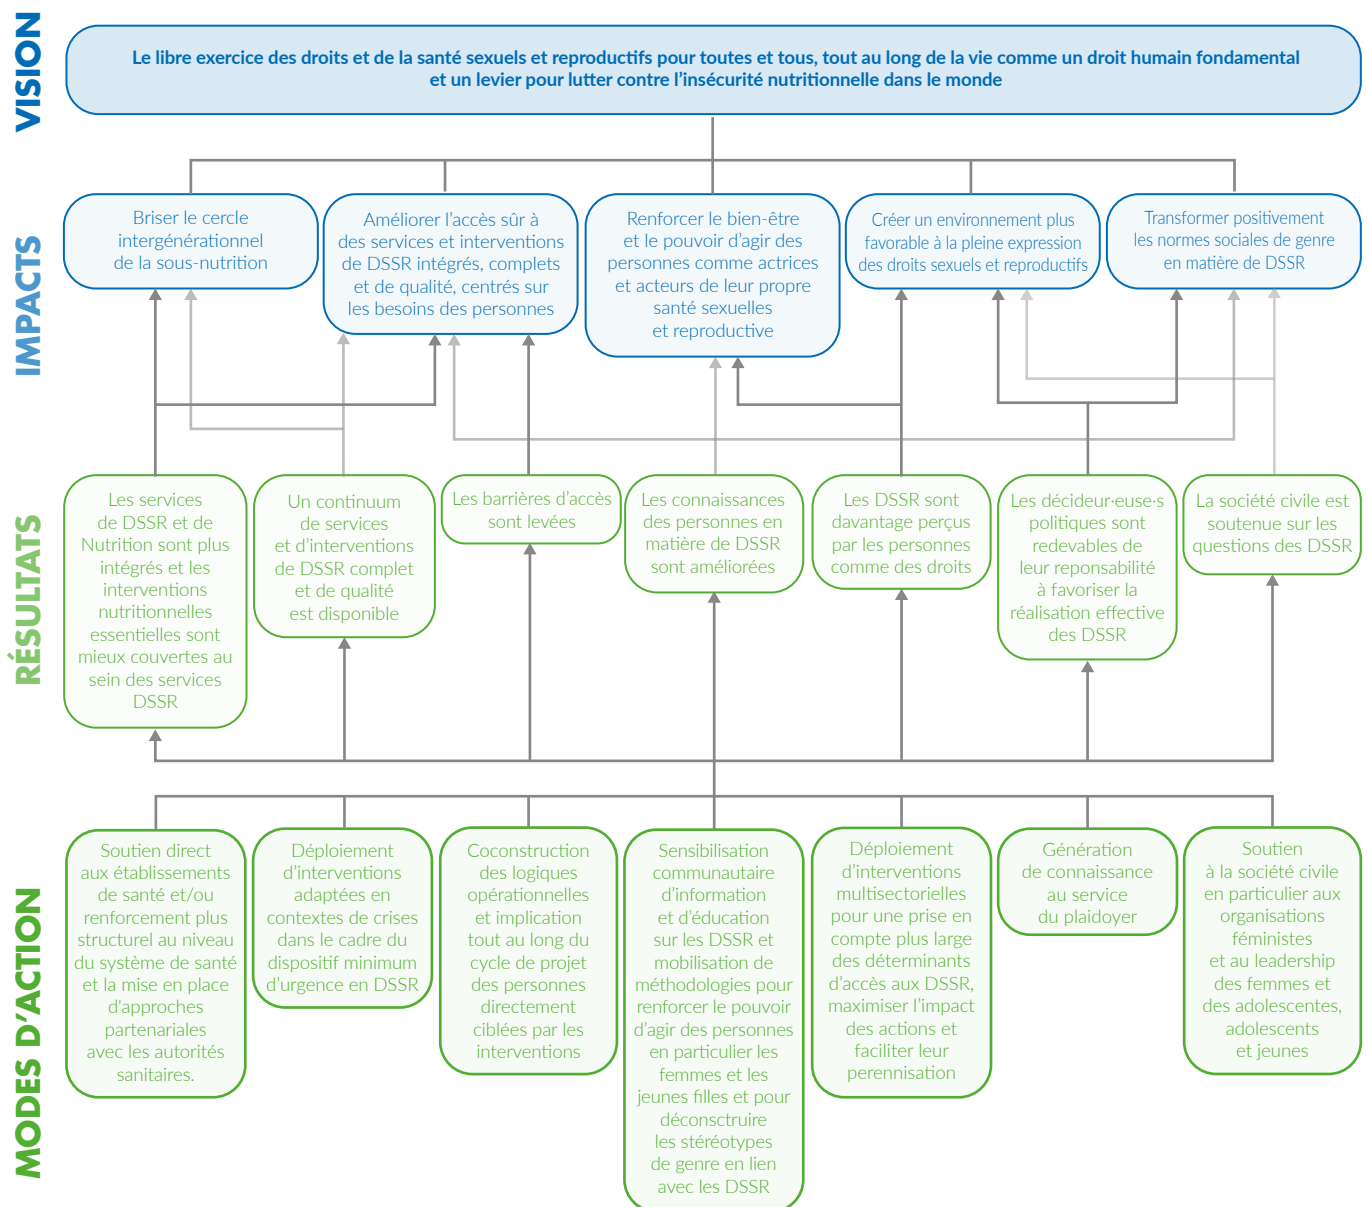 VISION
Le libre exercice des droits et de la santé sexuels et reproductifs pour toutes et tous, tout au long de la vie comme un droit humain fondamental
et un levier pour lutter contre l’insécurité nutritionnelle dans le monde
IMPACTS
Briser le cercle
intergénérationnel
de la sous-nutrition
Améliorer l’accès sûr à
des services et interventions
de DSSR intégrés, complets
et de qualité, centrés sur
les besoins des personnes
Renforcer le bien-être
et le pouvoir d’agir des
personnes comme actrices
et acteurs de leur propre
santé sexuelles
et reproductive
Créer un environnement plus
favorable à la pleine expression
des droits sexuels et reproductifs
Transformer positivement
les normes sociales de genre
en matière de DSSR
RÉSULTATS
Les services
de DSSR et de
Nutrition sont plus
intégrés et les
interventions
nutritionnelles
essentielles sont
mieux couvertes au
sein des services
DSSR
Un continuum
de services
et d’interventions
de DSSR complet
et de qualité
est disponible
Les barrières d’accès
sont levées
Les connaissances
des personnes en
matière de DSSR
sont améliorées
Les DSSR sont
davantage perçus
par les personnes
comme des droits
Les décideur·euse·s
politiques sont
redevables de
leur reponsabilité
à favoriser la
réalisation effective
des DSSR
La société civile est
soutenue sur les
questions des DSSR
MODES D’ACTION
Soutien direct
aux établissements
de santé et/ou
renforcement plus
structurel au niveau
du système de santé
et la mise en place
d'approches
partenariales
avec les autorités
sanitaires.
Déploiement
d’interventions
adaptées en
contextes de crises
dans le cadre du
dispositif minimum
d’urgence en DSSR
Coconstruction
des logiques
opérationnelles
et implication
tout au long du
cycle de projet
des personnes
directement
ciblées par les
interventions
Sensibilisation
communautaire
d’information
et d’éducation
sur les DSSR et
mobilisation de
méthodologies pour
renforcer le pouvoir
d’agir des personnes
en particulier les
femmes et les
jeunes filles et pour
déconsctruire
les stéréotypes
de genre en lien
avec les DSSR
Déploiement
d’interventions
multisectorielles
pour une prise en
compte plus large
des déterminants
d’accès aux DSSR,
maximiser l’impact
des actions et
faciliter leur
perennisation
Génération
de connaissance
au service
du plaidoyer
Soutien
à la société civile
en particulier aux
organisations
féministes
et au leadership
des femmes et
des adolescentes,
adolescents
et jeunes